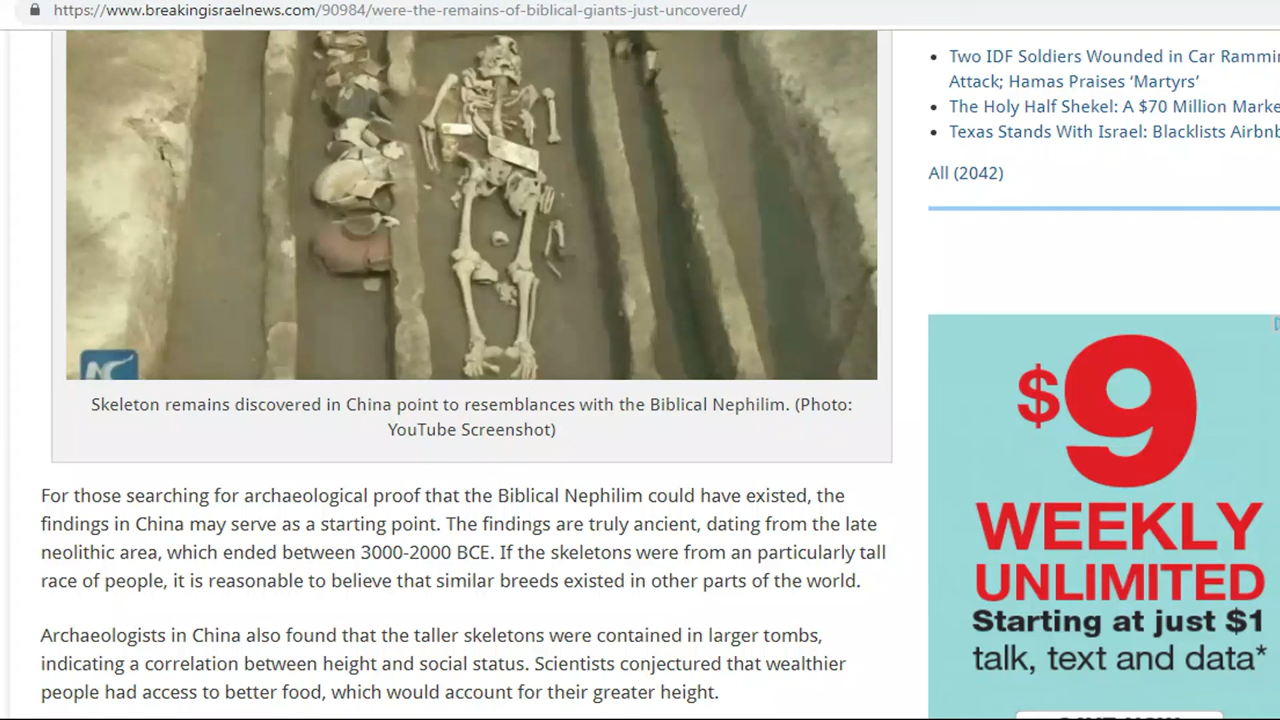 https://www.breakingisraelnews.com/90984/were-the-remains-of-biblical-giants-just-uncovered/
Skeleton remains discovered in China point to resemblances with the Biblical Nephilim. (Photo:
YouTube Screenshot)
For those searching for archaeological proof that the Biblical Nephilim could have existed, the
findings in China may serve as a starting point. The findings are truly ancient, dating from the late
neolithic area, which ended between 3000-2000 BCE. If the skeletons were from an particularly tall
race of people, it is reasonable to believe that similar breeds existed in other parts of the world.
Archaeologists in China also found that the taller skeletons were contained in larger tombs,
indicating a correlation between height and social status. Scientists conjectured that wealthier
people had access to better food, which would account for their greater height.
Two IDF Soldiers Wounded in Car
Attack; Hamas Praises ‘Martyrs’
The Holy Half Shekel: A $70 Million
Texas Stands With Israel: Blacklists
All (2042)
$9
WEEKLY
UNLIMITED
Starting at just $1
talk, text and data*